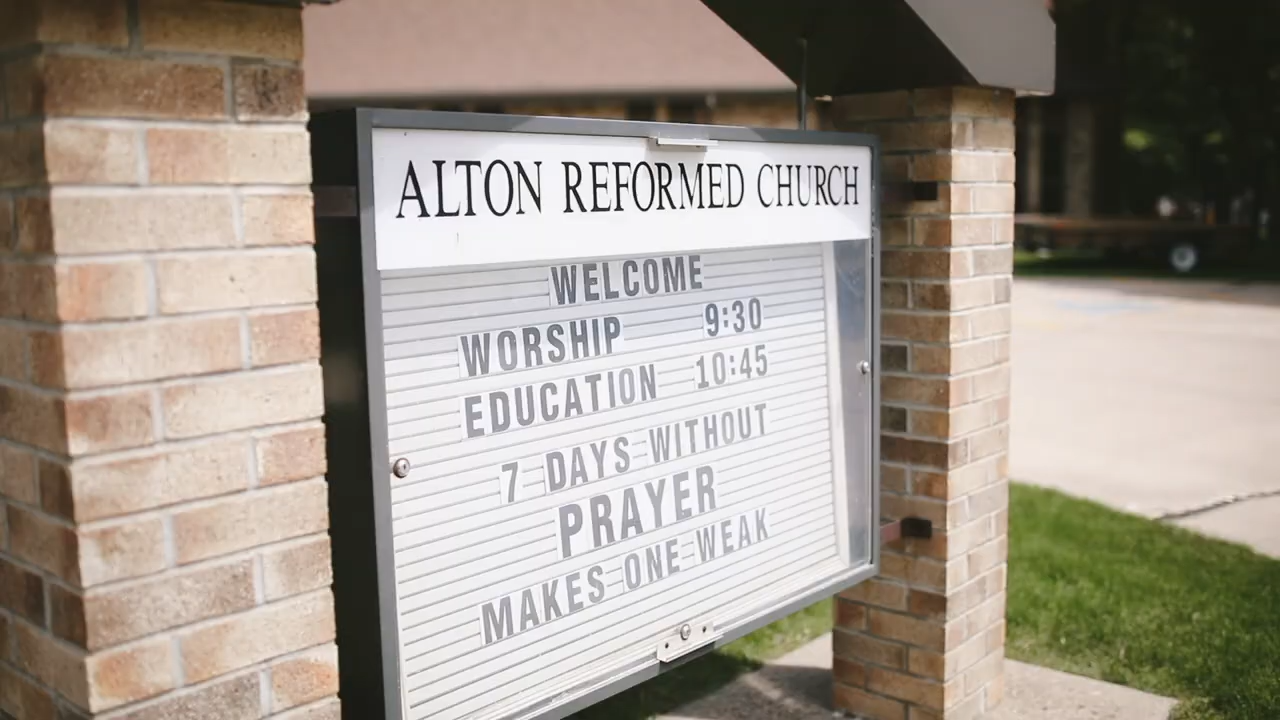 ALTON REFORMED CHURCH
WELCOME
WORSHIP 9:30
EDUCATION 10:45
7 DAYS WITHOUT
PRAYER
MAKES ONE WEAK